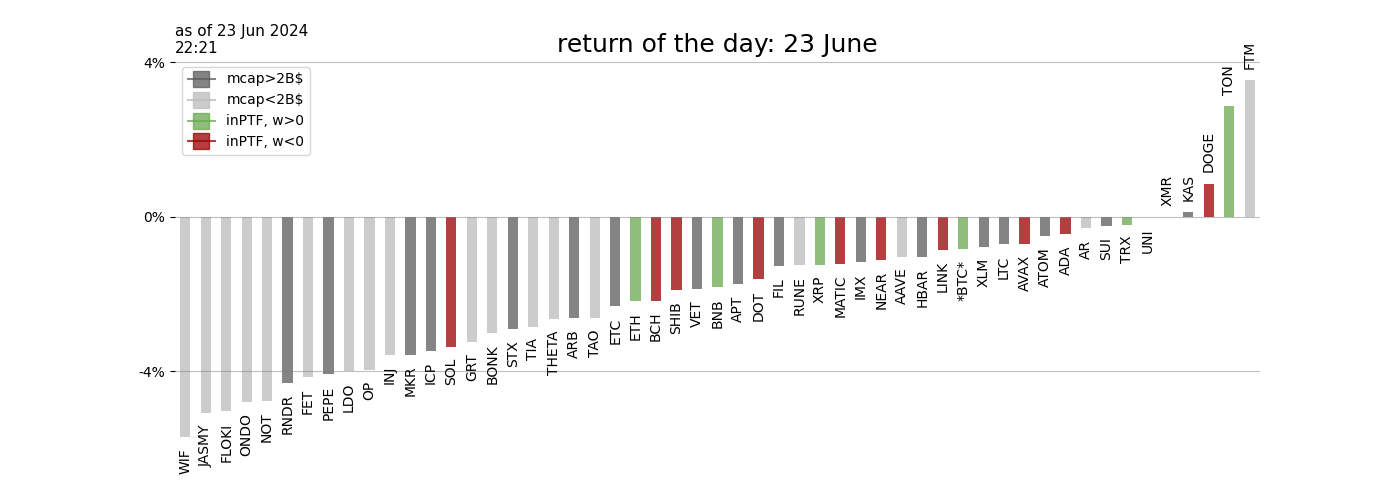 as of 23 Jun 2024
22:21
return of the day: 23 June
4%
0%
-4%
mcap>2B$
mcap<2B$
inPTF, w>0
inPTF, w<0
WIF
JASMY
FLOKI
ONDO
NOT
RNDR
FET
PEPE
LDO
OP
INJ
MKR
ICP
SOL
GRT
BONK
STX
TIA
THETA
ARB
TAO
ETC
ETH
BCH
SHIB
VET
BNB
APT
DOT
FIL
RUNE
XRP
MATIC
IMX
NEAR
AAVE
HBAR
LINK
*BTC*
XLM
LTC
AVAX
ATOM
ADA
AR
SUI
TRX
UNI
XMR
KAS
DOGE
TON
FTM